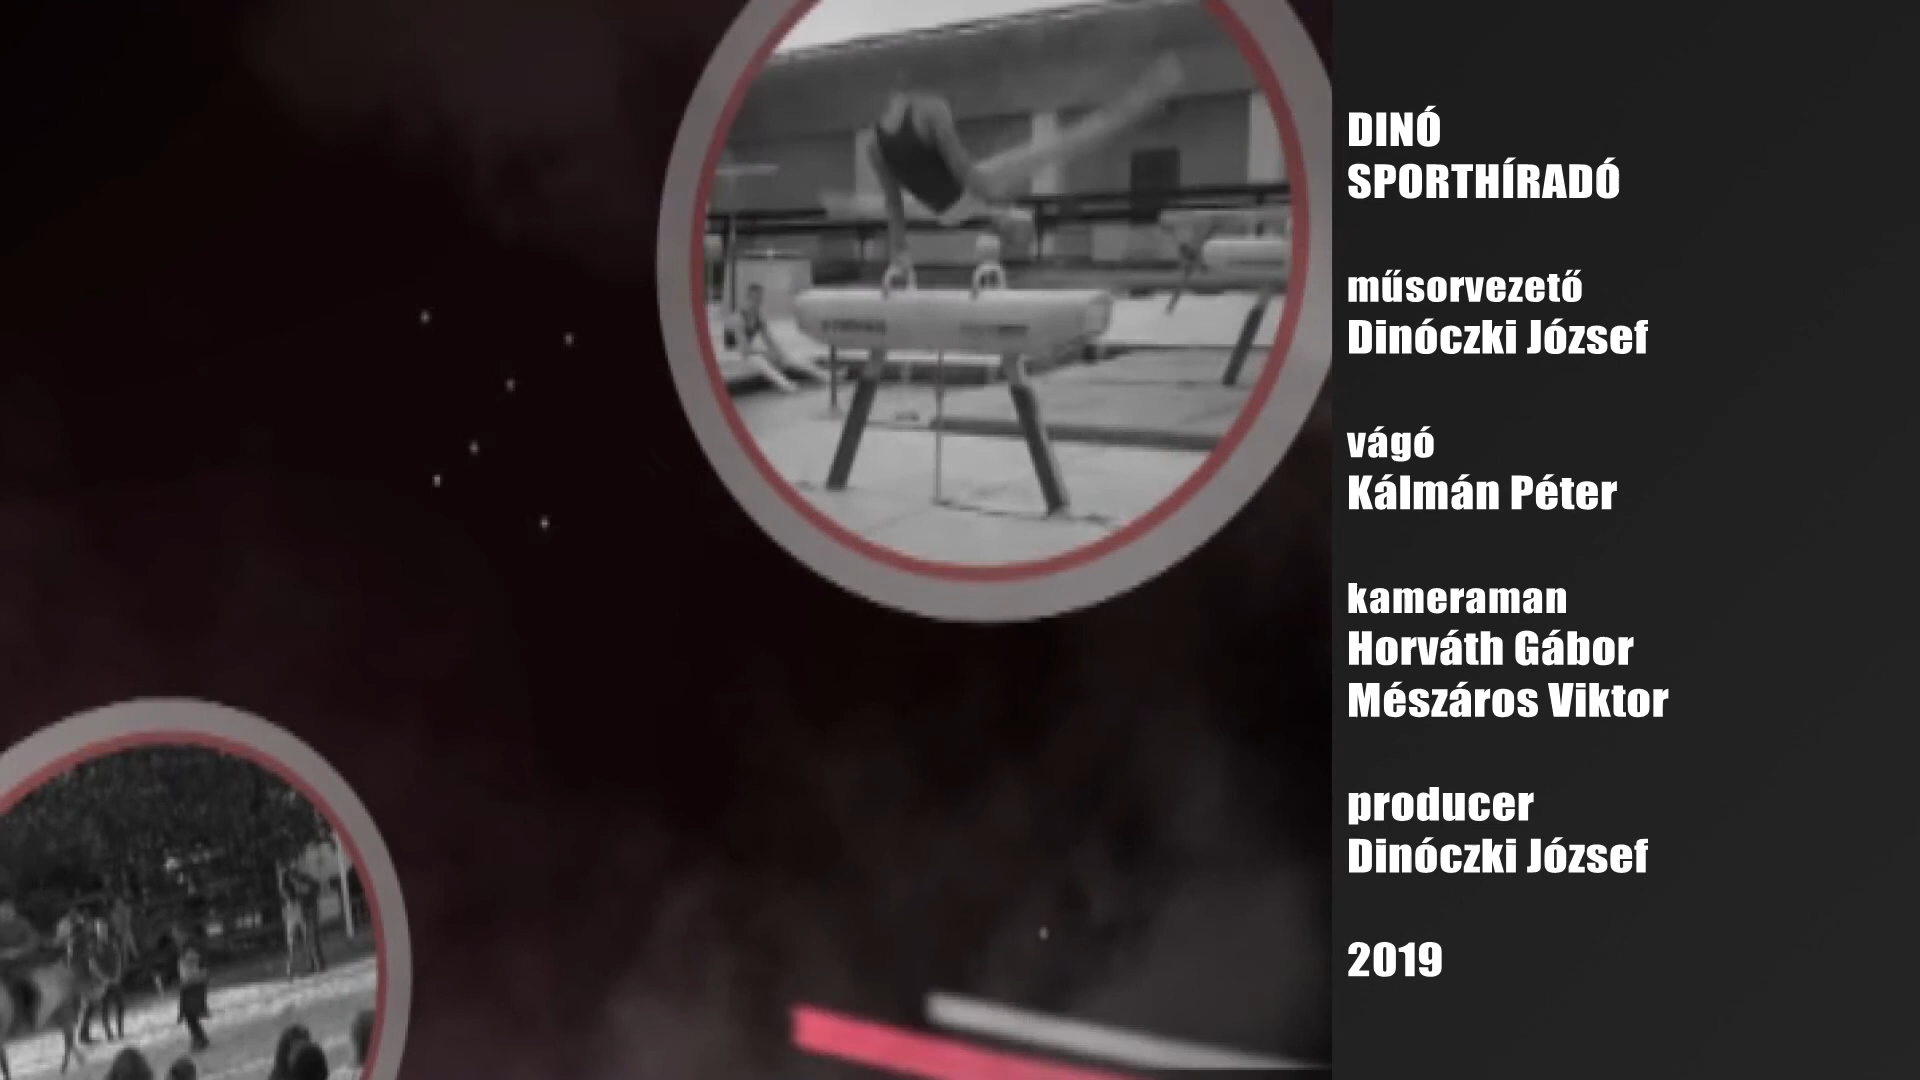 DINÓ
SPORTHÍRADÓ
műsorvezető
Dinóczki József
vágó
Kálmán Péter
kameraman
Horváth Gábor
Mészáros Viktor
producer
Dinóczki József
2019